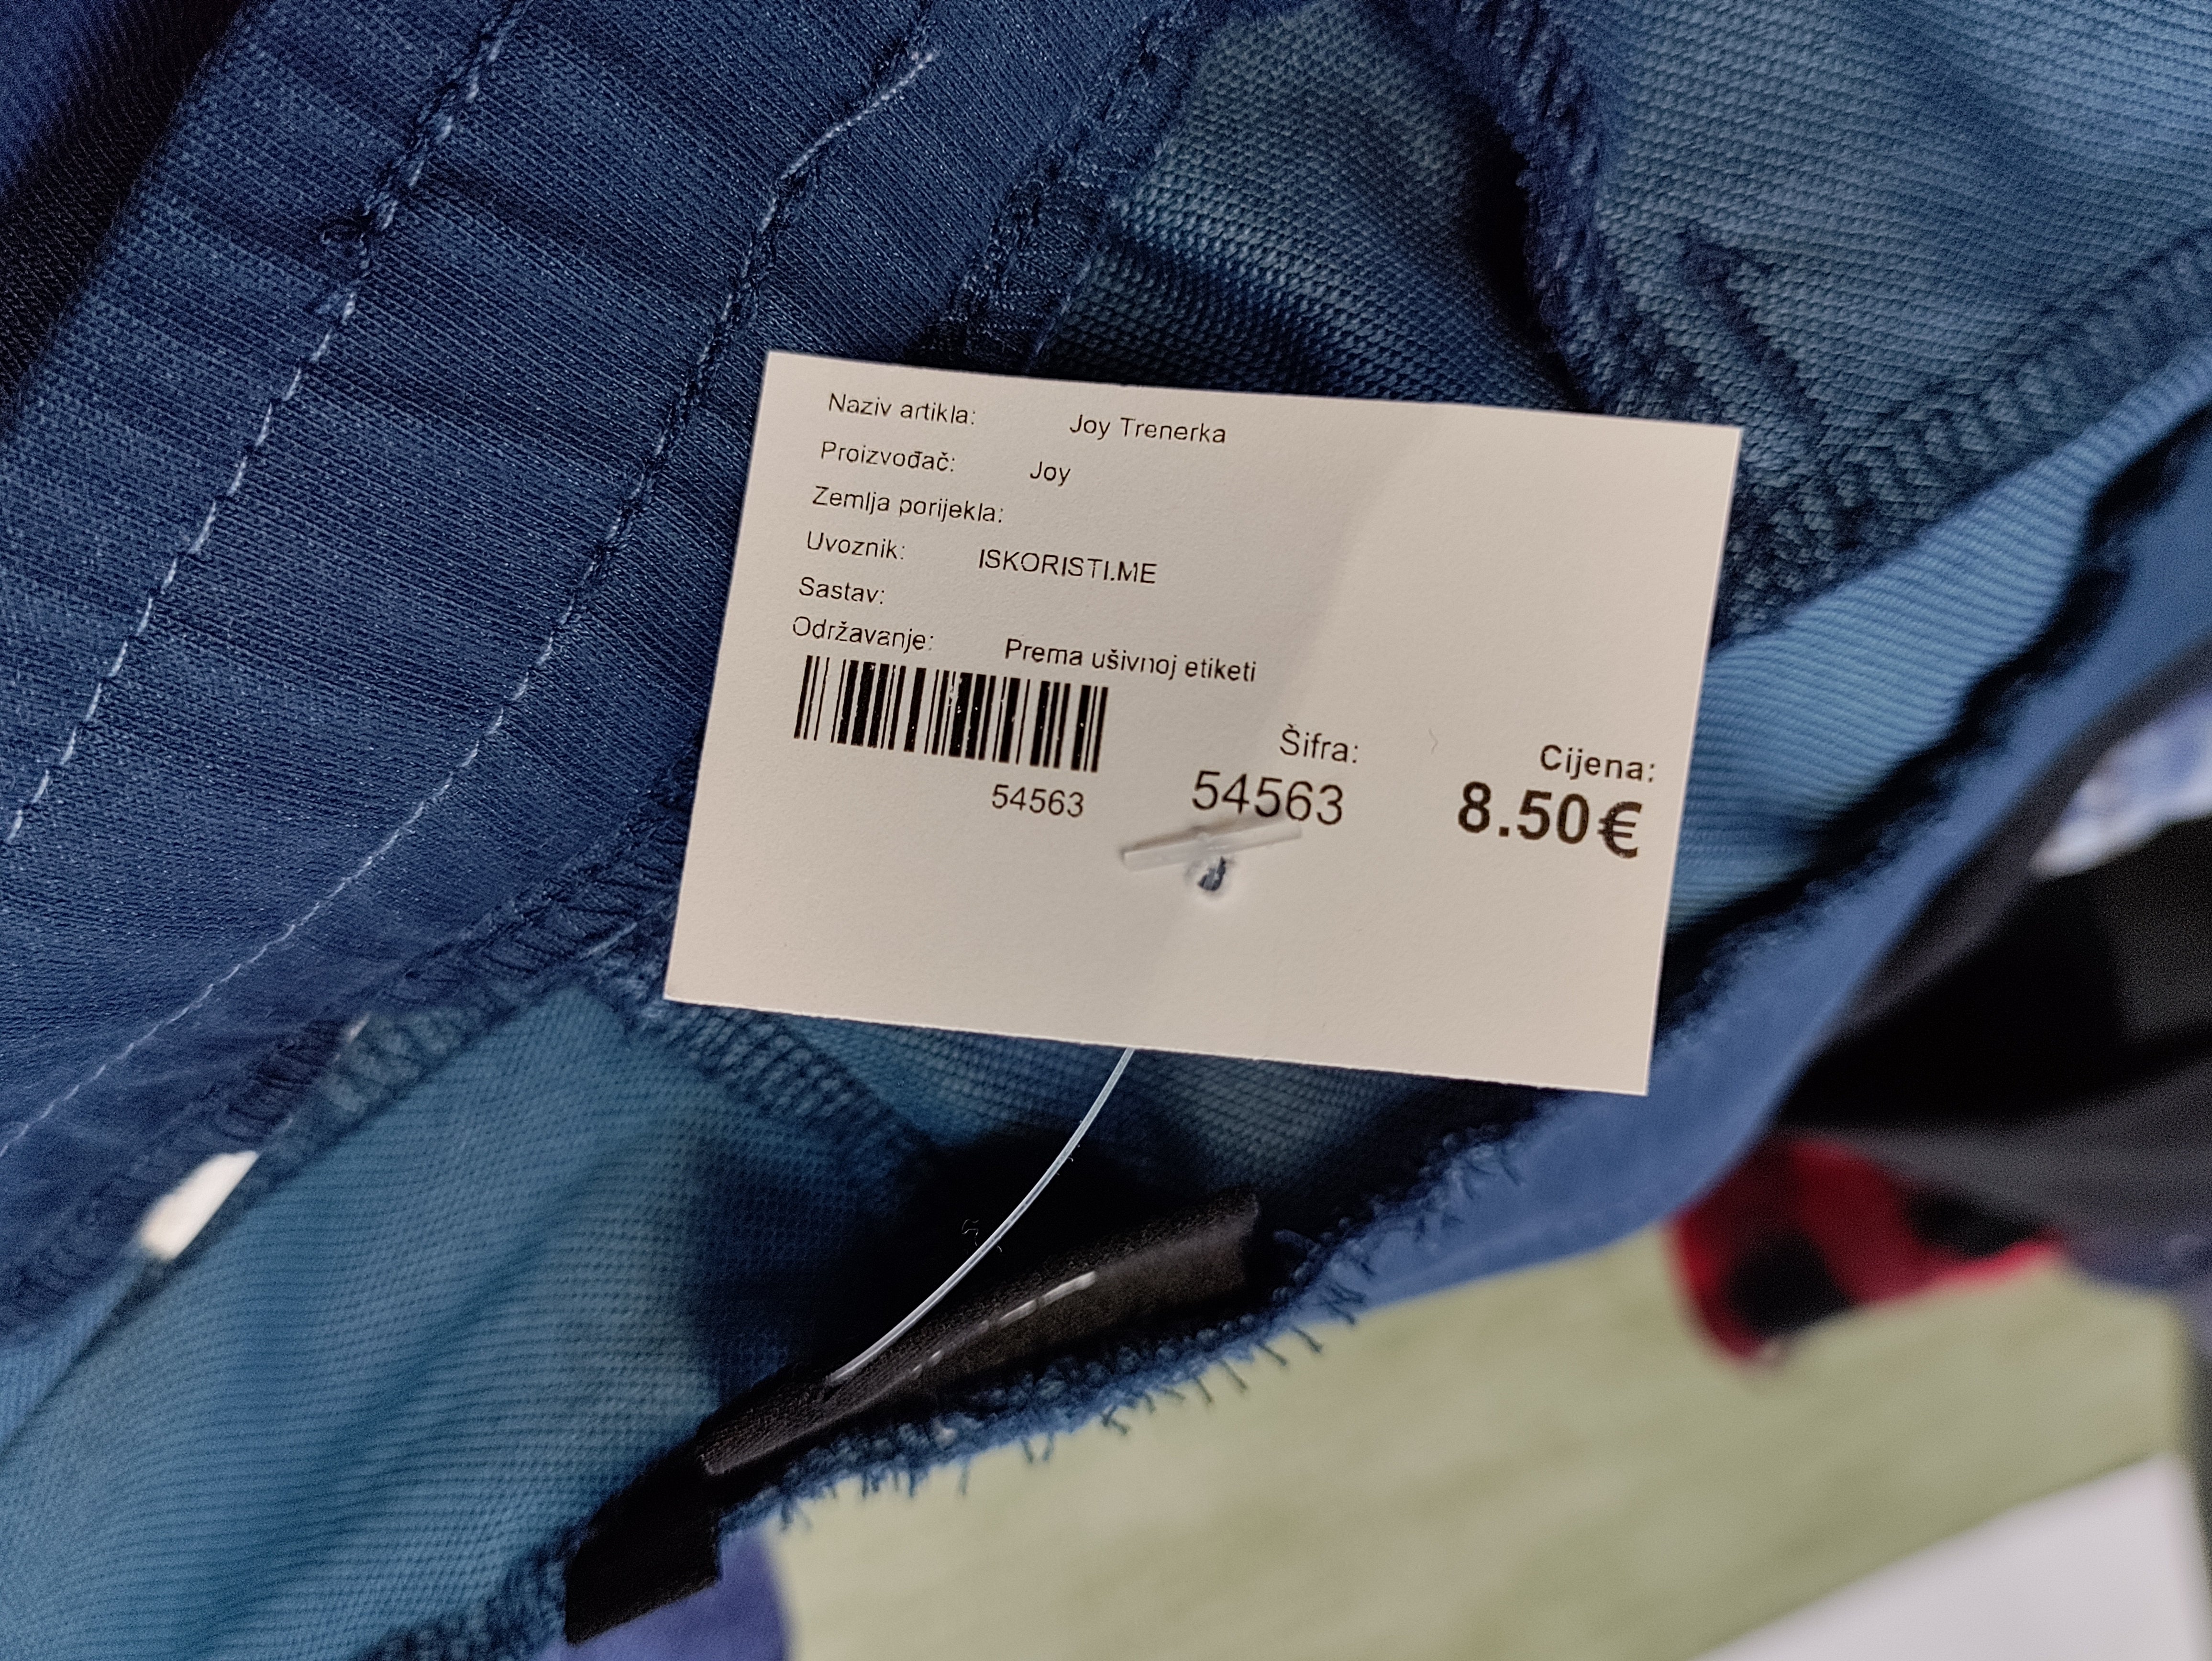 Naziv artikla: Joy Trenerka
Proizvođač: Joy
Zemlja porijekla:
Uvoznik: ISKORISTI.ME
Sastav:
Održavanje: Prema ušivnoj etiketi
54563
Šifra:
54563
Cijena:
8.50€